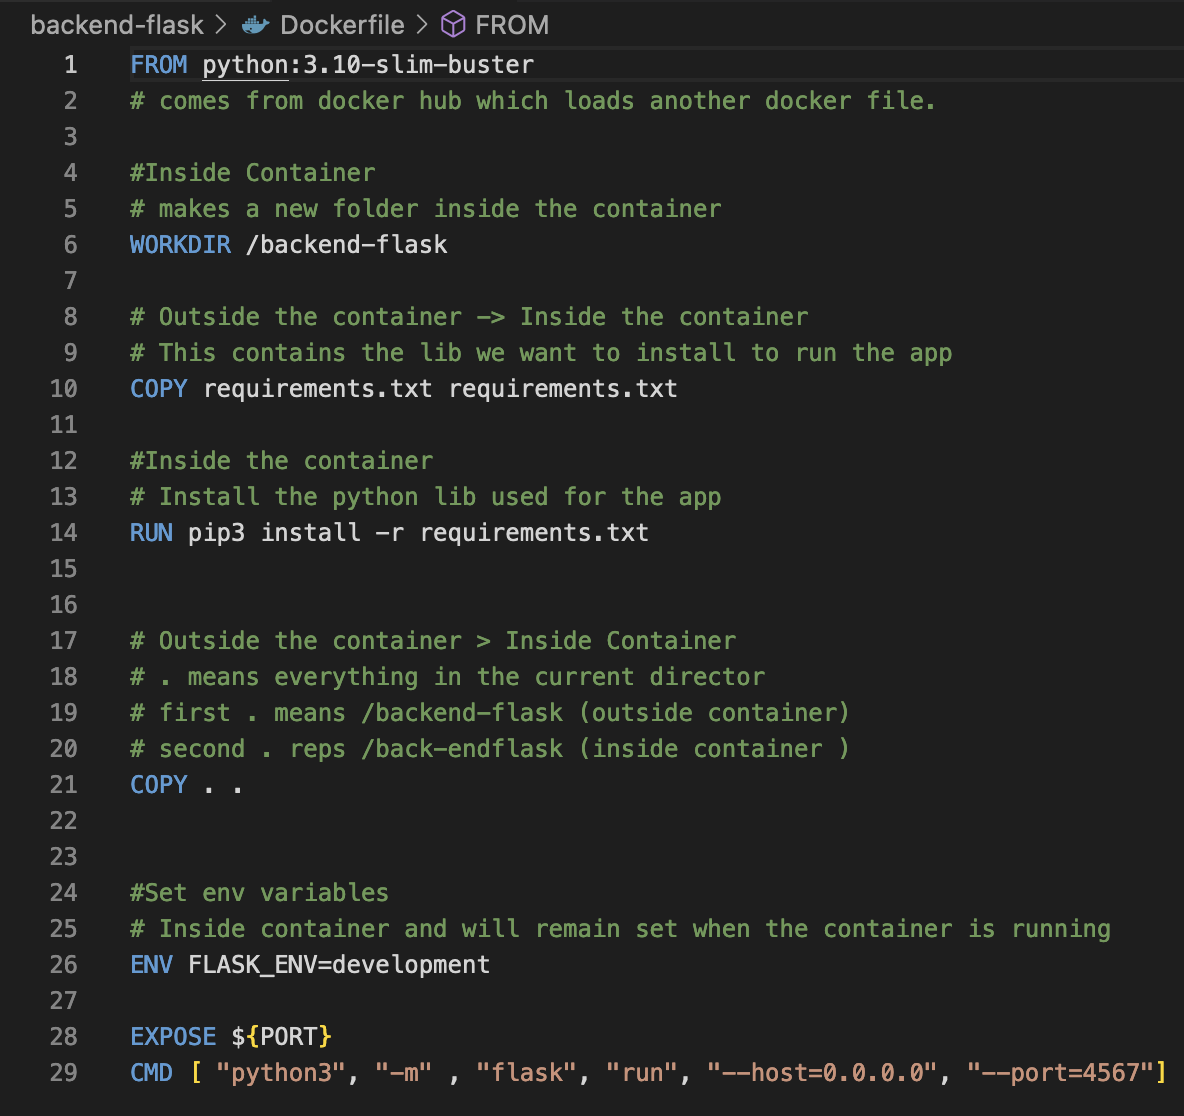 backend-flask > Dockerfile > FROM
1 FROM python:3.10-slim-buster
2 # comes from docker hub which loads another docker file.
3
4 #Inside Container
5 # makes a new folder inside the container
6 WORKDIR /backend-flask
7
8 # Outside the container -> Inside the container
9 # This contains the lib we want to install to run the app
10 COPY requirements.txt requirements.txt
11
12 #Inside the container
13 # Install the python lib used for the app
14 RUN pip3 install -r requirements.txt
15
16
17 # Outside the container > Inside Container
18 # . means everything in the current director
19 # first . means /backend-flask (outside container)
20 # second . reps /back-endflask (inside container )
21 COPY . .
22
23
24 #Set env variables
25 # Inside container and will remain set when the container is running
26 ENV FLASK_ENV=development
27
28 EXPOSE ${PORT}
29 CMD [ "python3", "-m" , "flask", "run", "--host=0.0.0.0", "--port=4567"]